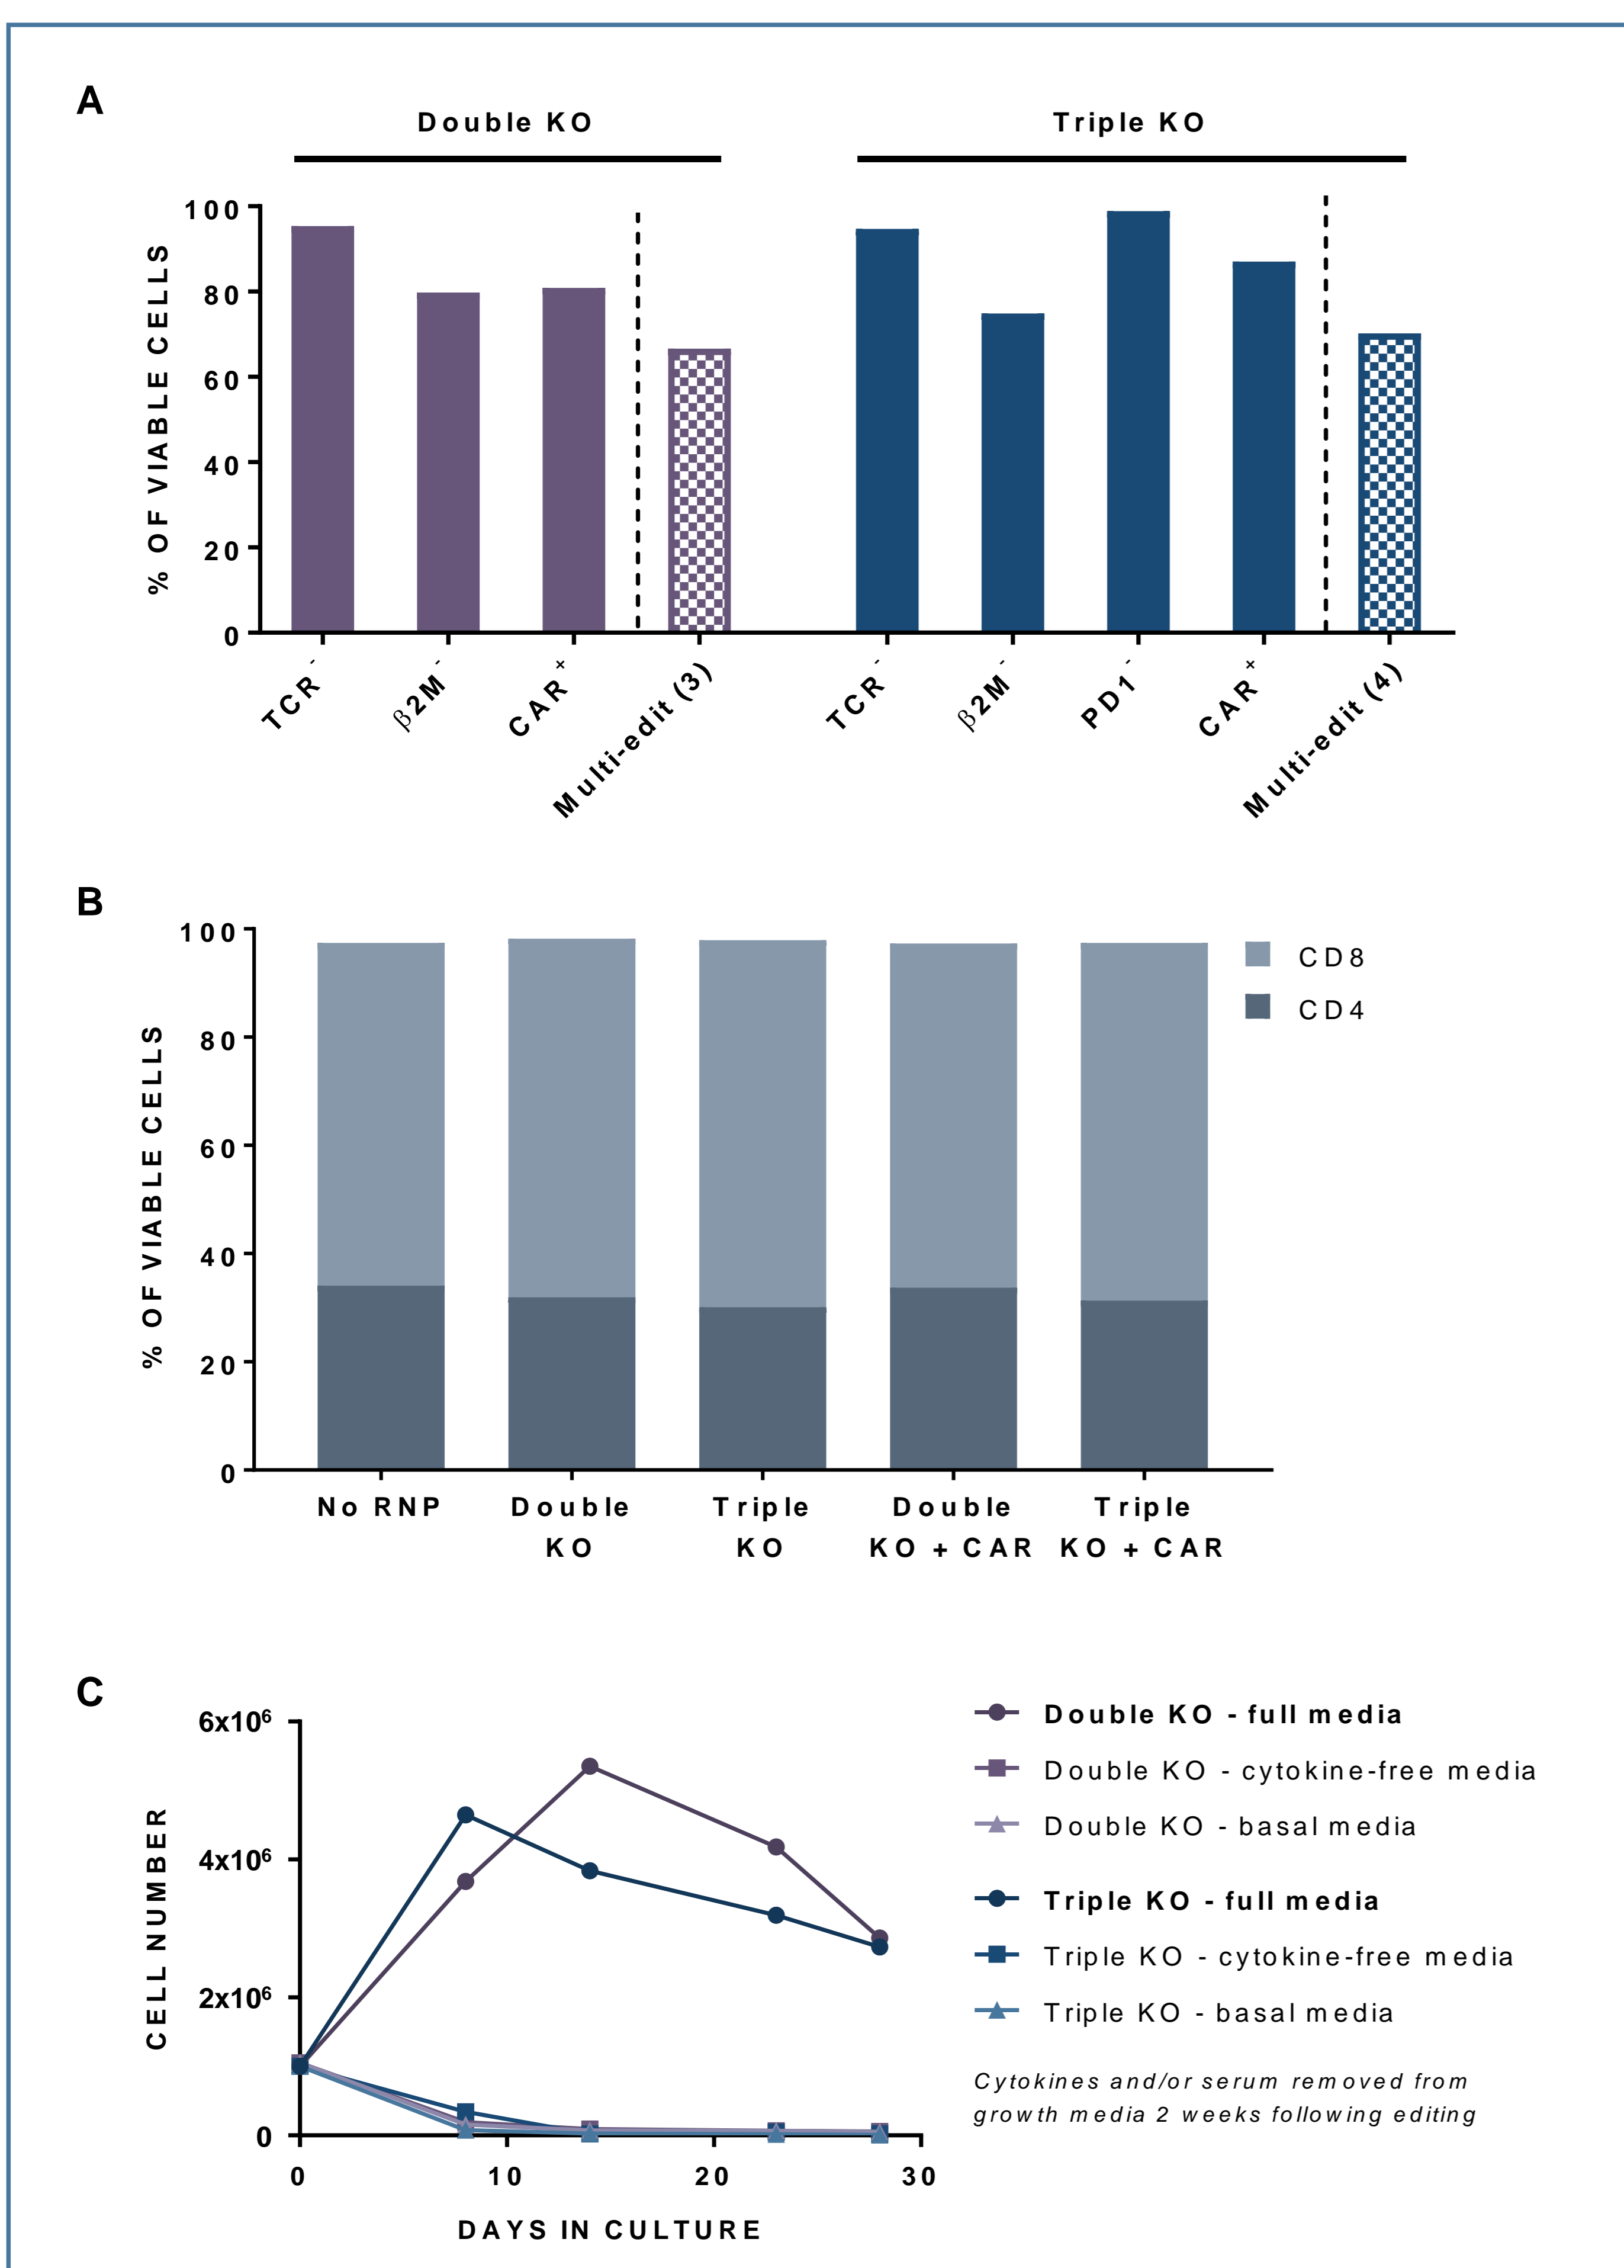 A
Double KO
Triple KO
% OF VIABLE CELLS
100
80
60
40
20
0
TCR⁻
β2M⁻
CAR⁺
Multi-edit (3)
TCR⁻
β2M⁻
PD1⁻
CAR⁺
Multi-edit (4)
B
% OF VIABLE CELLS
100
80
60
40
20
0
No RNP
Double
KO
Triple
KO
Double
KO + CAR
Triple
KO + CAR
CD8
CD4
C
CELL NUMBER
6x10⁶
4x10⁶
2x10⁶
0
0
10
20
30
DAYS IN CULTURE
Double KO - full media
Double KO - cytokine-free media
Double KO - basal media
Triple KO - full media
Triple KO - cytokine-free media
Triple KO - basal media
Cytokines and/or serum removed from
growth media 2 weeks following editing